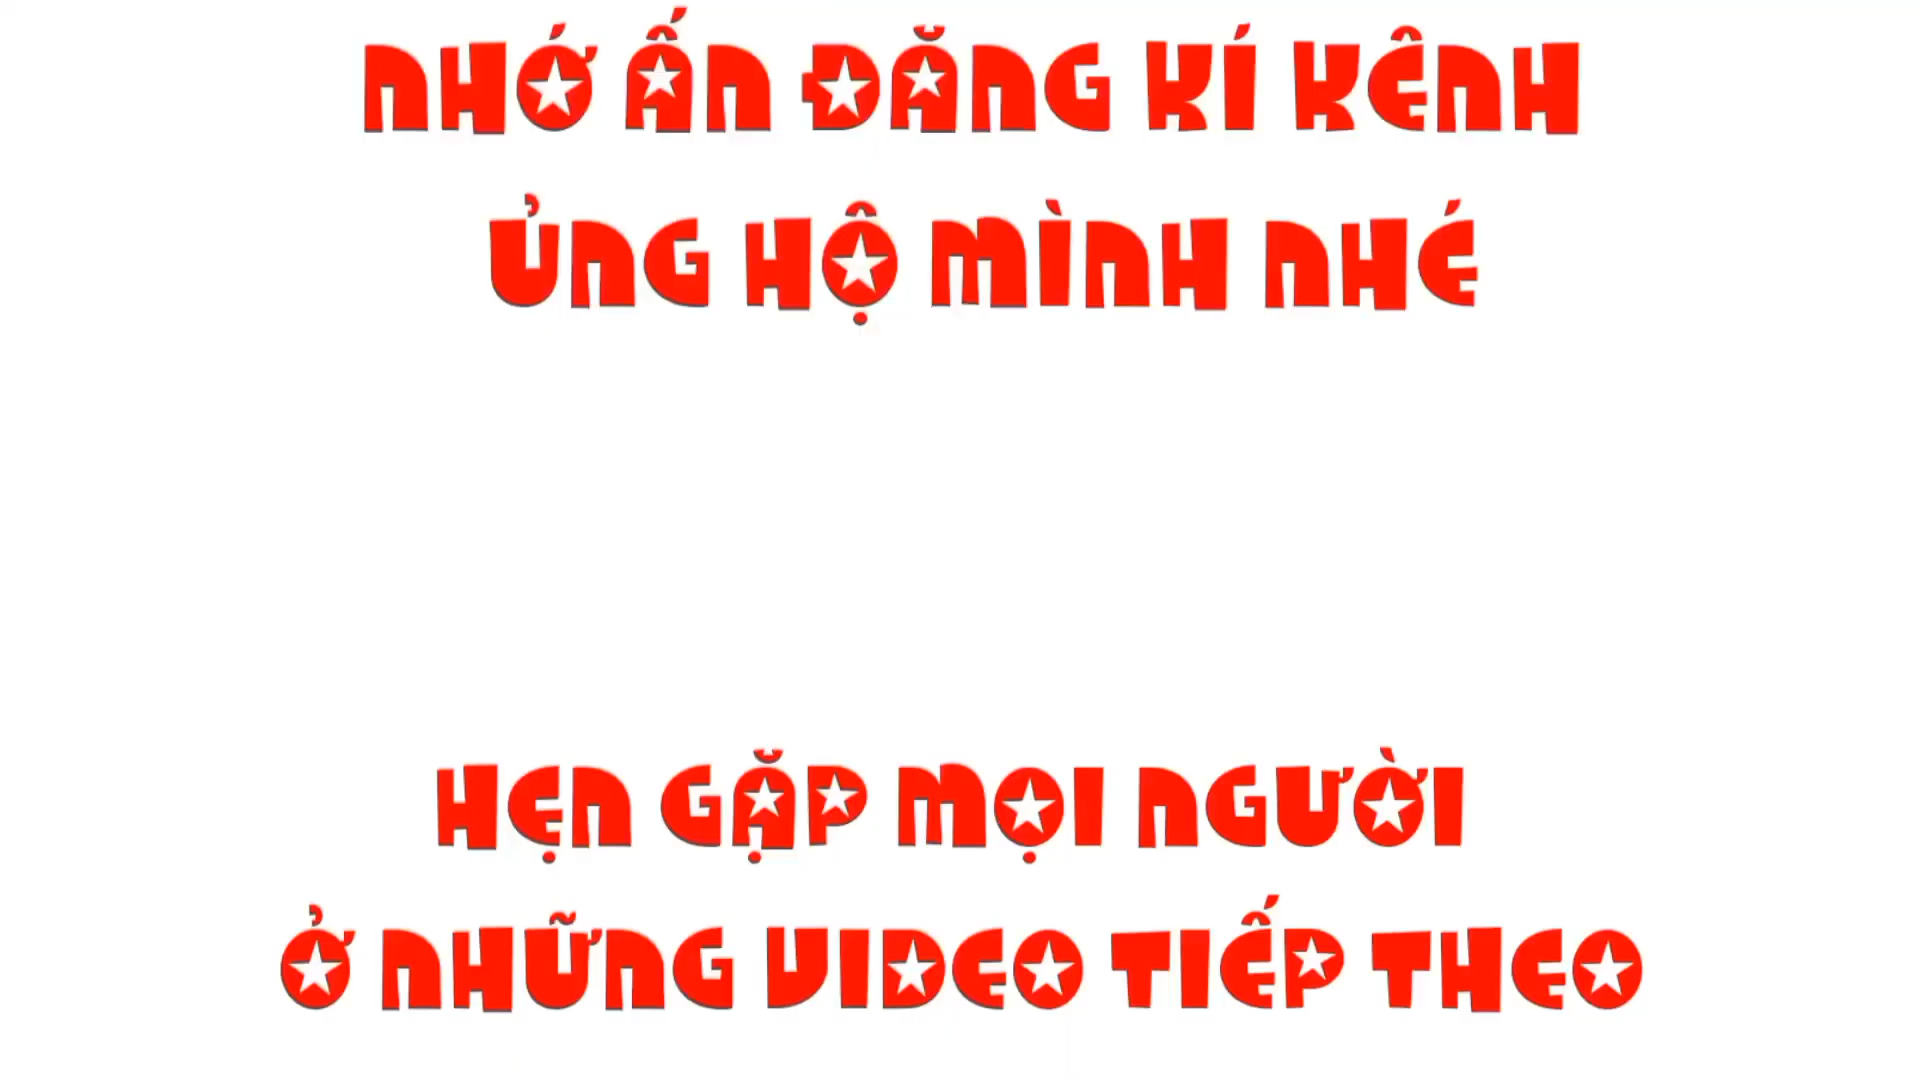 NHỚ ẤN ĐĂNG KÍ KÊNH
ỦNG HỘ MÌNH NHÉ
HẸN GẶP MỌI NGƯỜI
Ở NHỮNG VIDEO TIẾP THEO